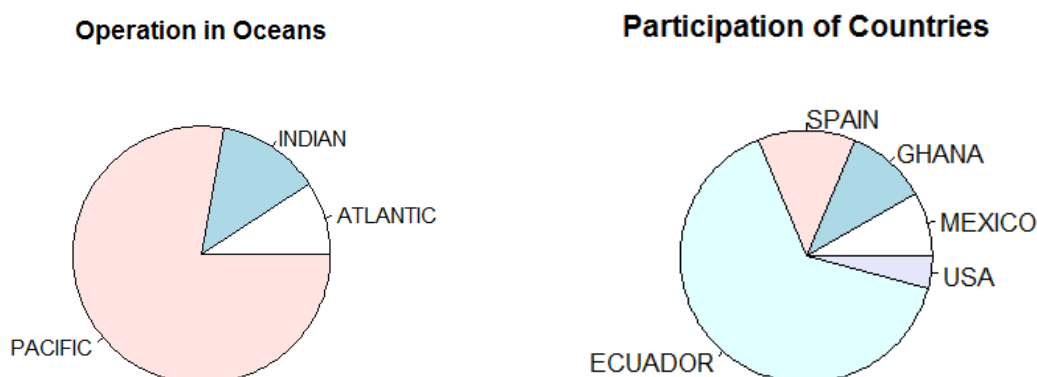 Operation in Oceans
INDIAN
ATLANTIC
PACIFIC
Participation of Countries
SPAIN
GHANA
MEXICO
USA
ECUADOR